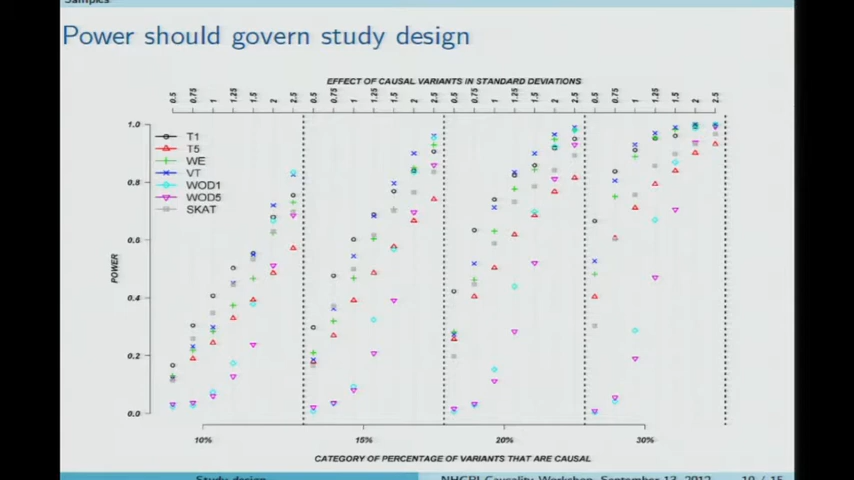 Samples
Power should govern study design
EFFECT OF CAUSAL VARIANTS IN STANDARD DEVIATIONS
0.5 0.75 1 1.25 1.5 2 2.5 0.5 0.75 1 1.25 1.5 2 2.5 0.5 0.75 1 1.25 1.5 2 2.5 0.5 0.75 1 1.25 1.5 2 2.5
1.0
0.8
0.6
0.4
0.2
0.0
POWER
T1
T5
WE
VT
WOD1
WOD5
SKAT
10% 15% 20% 30%
CATEGORY OF PERCENTAGE OF VARIANTS THAT ARE CAUSAL
Study design NHGRI Causality Workshop, September 13, 2012 10 / 15